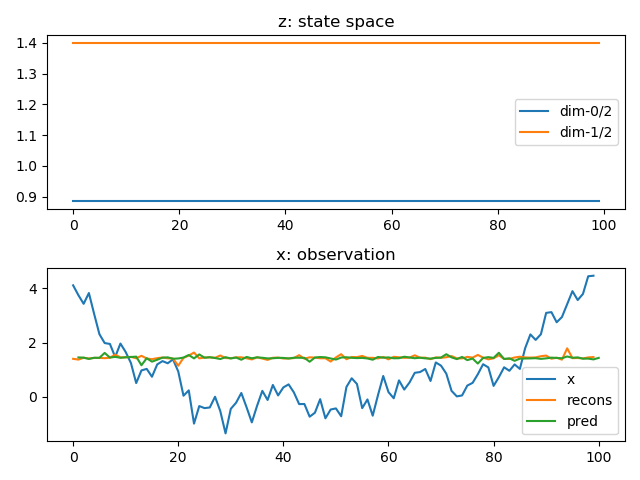 z: state space
1.4
1.3
1.2
1.1
1.0
0.9
dim-0/2
dim-1/2
0 20 40 60 80 100
x: observation
4
2
0
x
recons
pred
0 20 40 60 80 100